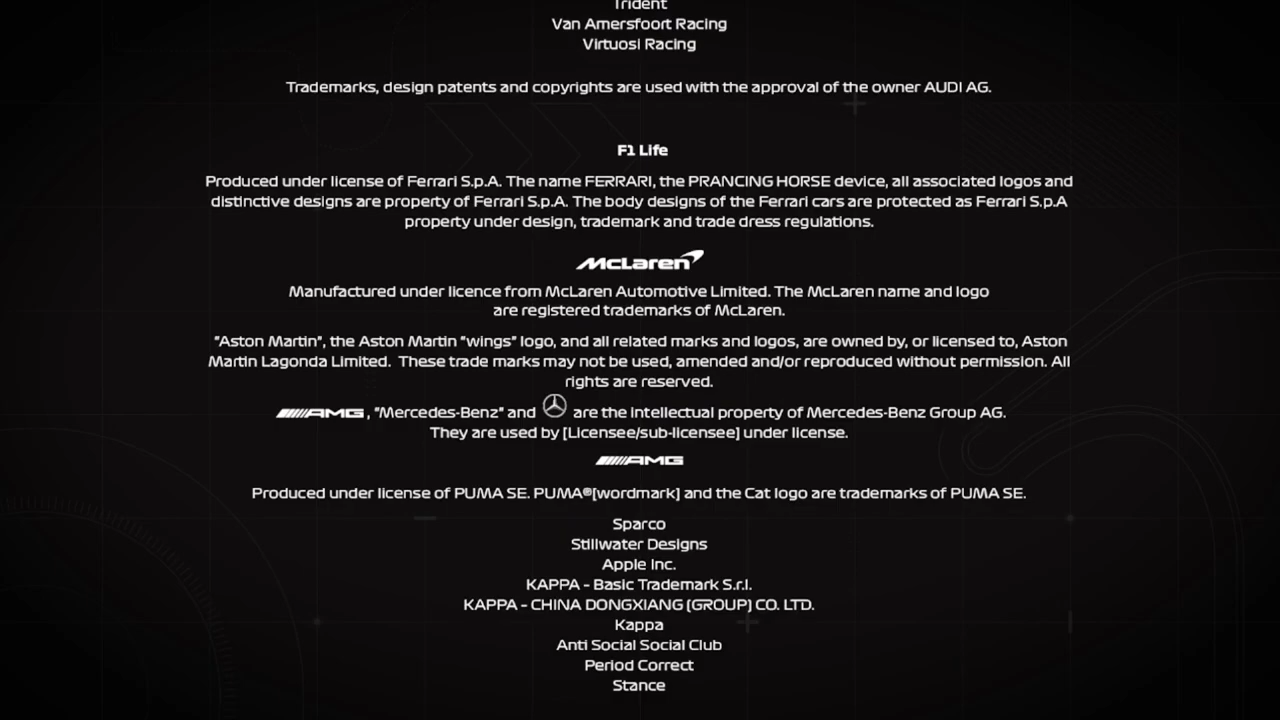 Trident
Van Amersfoort Racing
Virtuosi Racing
Trademarks, design patents and copyrights are used with the approval of the owner AUDI AG.
F1 Life
Produced under license of Ferrari S.p.A. The name FERRARI, the PRANCING HORSE device, all associated logos and
distinctive designs are property of Ferrari S.p.A. The body designs of the Ferrari cars are protected as Ferrari S.p.A
property under design, trademark and trade dress regulations.
McLaren
Manufactured under licence from McLaren Automotive Limited. The McLaren name and logo
are registered trademarks of McLaren.
"Aston Martin", the Aston Martin "wings" logo, and all related marks and logos, are owned by, or licensed to, Aston
Martin Lagonda Limited.  These trade marks may not be used, amended and/or reproduced without permission. All
rights are reserved.
AMG, "Mercedes-Benz" and are the intellectual property of Mercedes-Benz Group AG.
They are used by [Licensee/sub-licensee] under license.
AMG
Produced under license of PUMA SE. PUMA®[wordmark] and the Cat logo are trademarks of PUMA SE.
Sparco
Stillwater Designs
Apple Inc.
KAPPA - Basic Trademark S.r.l.
KAPPA - CHINA DONGXIANG (GROUP) CO. LTD.
Kappa
Anti Social Social Club
Period Correct
Stance